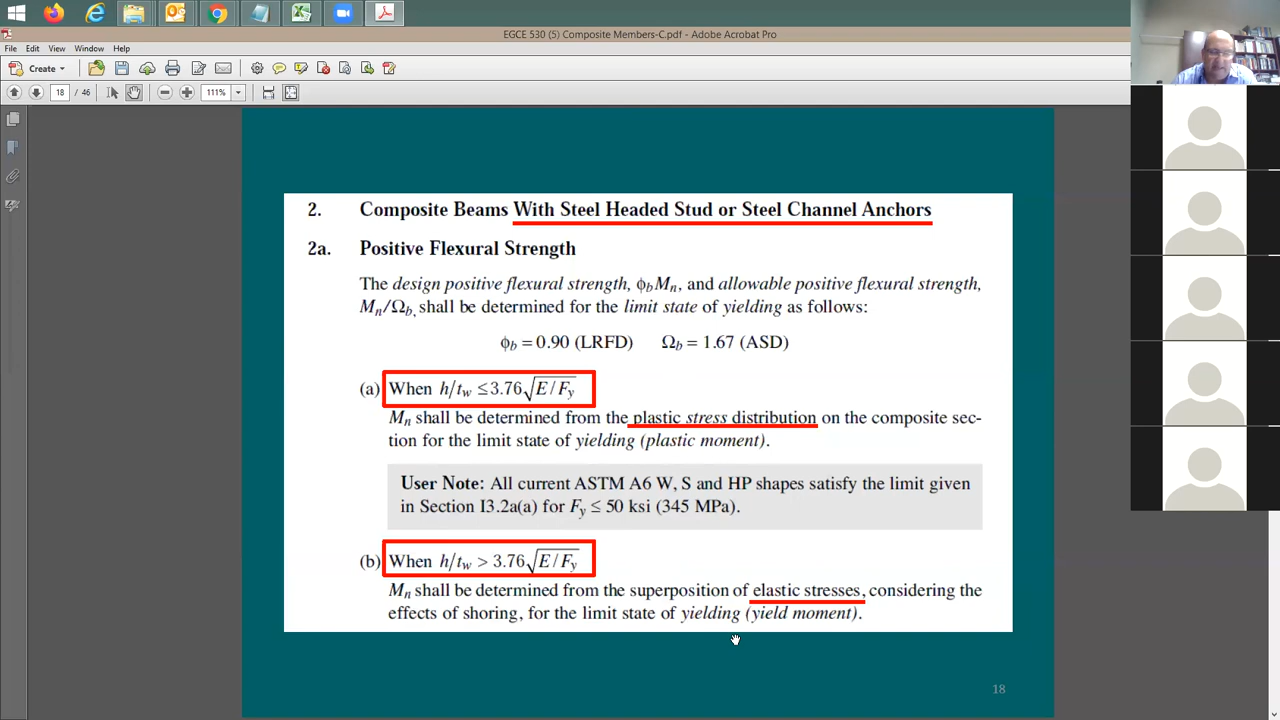 EGCE 530 (5) Composite Members-C.pdf - Adobe Acrobat Pro
File Edit View Window Help
Create
18 / 46 111%
2. Composite Beams With Steel Headed Stud or Steel Channel Anchors
2a. Positive Flexural Strength
The design positive flexural strength, ϕbMn, and allowable positive flexural strength,
Mn/Ωb, shall be determined for the limit state of yielding as follows:
ϕb = 0.90 (LRFD) Ωb = 1.67 (ASD)
(a) When h/tw ≤3.76√E/Fy
Mn shall be determined from the plastic stress distribution on the composite sec-
tion for the limit state of yielding (plastic moment).
User Note: All current ASTM A6 W, S and HP shapes satisfy the limit given
in Section I3.2a(a) for Fy ≤ 50 ksi (345 MPa).
(b) When h/tw > 3.76√E/Fy
Mn shall be determined from the superposition of elastic stresses, considering the
effects of shoring, for the limit state of yielding (yield moment).
18